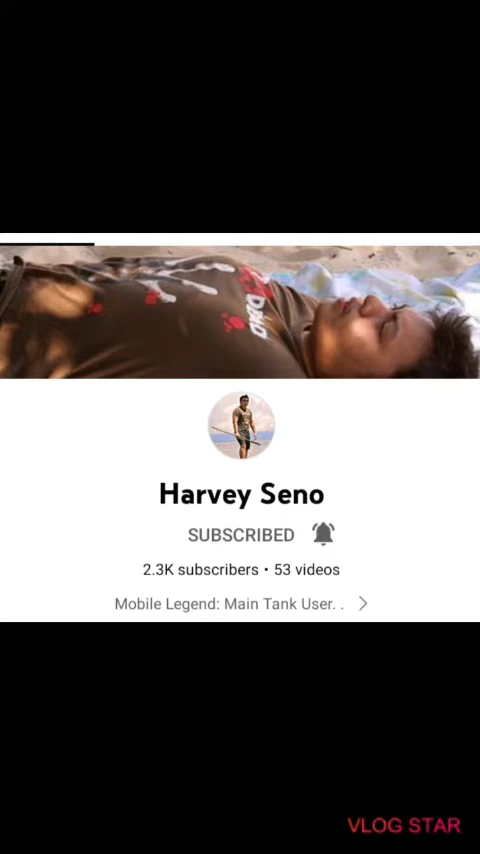 Harvey Seno
SUBSCRIBED
2.3K subscribers • 53 videos
Mobile Legend: Main Tank User. .
VLOG STAR